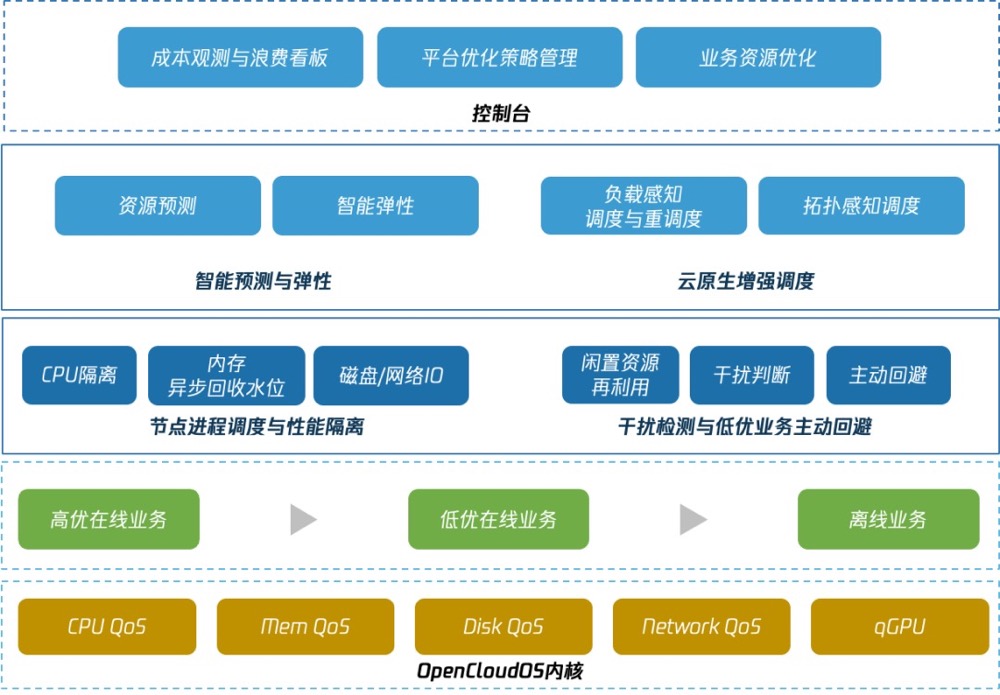 成本观测与浪费看板
平台优化策略管理
业务资源优化
控制台
资源预测
智能弹性
负载感知
调度与重调度
拓扑感知调度
智能预测与弹性
云原生增强调度
CPU隔离
内存
异步回收水位
磁盘/网络IO
闲置资源
再利用
干扰判断
主动回避
节点进程调度与性能隔离
干扰检测与低优业务主动回避
高优在线业务
低优在线业务
离线业务
CPU QoS
Mem QoS
Disk QoS
Network QoS
qGPU
OpenCloudOS内核